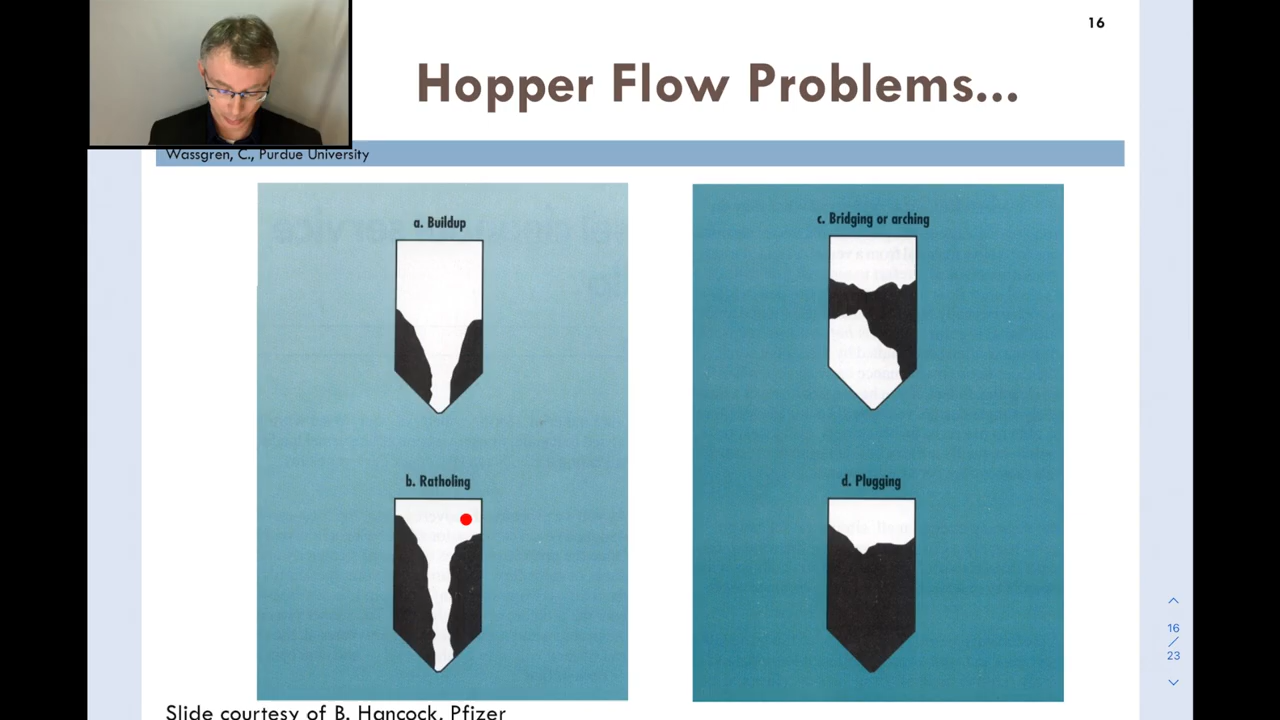 16
Hopper Flow Problems...
Wassgren, C., Purdue University
a. Buildup
c. Bridging or arching
b. Ratholing
d. Plugging
16
/
23
Slide courtesy of B. Hancock, Pfizer